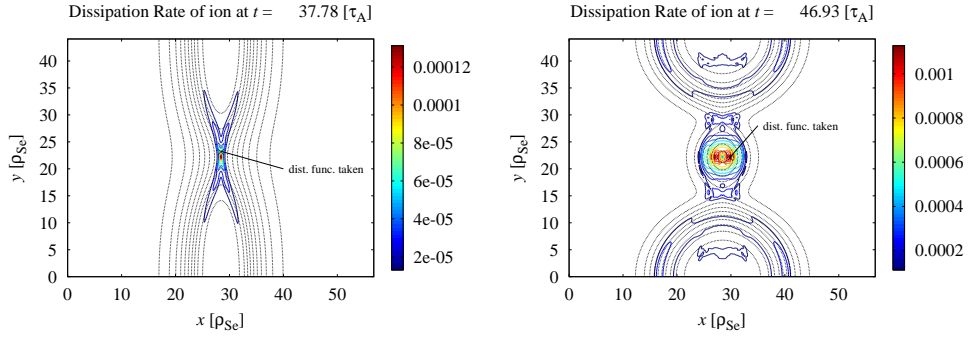 Dissipation Rate of ion at t = 37.78 [τA]
40
35
30
25
20
15
10
5
0
y [ρSe]
0 10 20 30 40 50
x [ρSe]
dist. func. taken
0.00012
0.0001
8e-05
6e-05
4e-05
2e-05
Dissipation Rate of ion at t = 46.93 [τA]
40
35
30
25
20
15
10
5
0
y [ρSe]
0 10 20 30 40 50
x [ρSe]
dist. func. taken
0.001
0.0008
0.0006
0.0004
0.0002